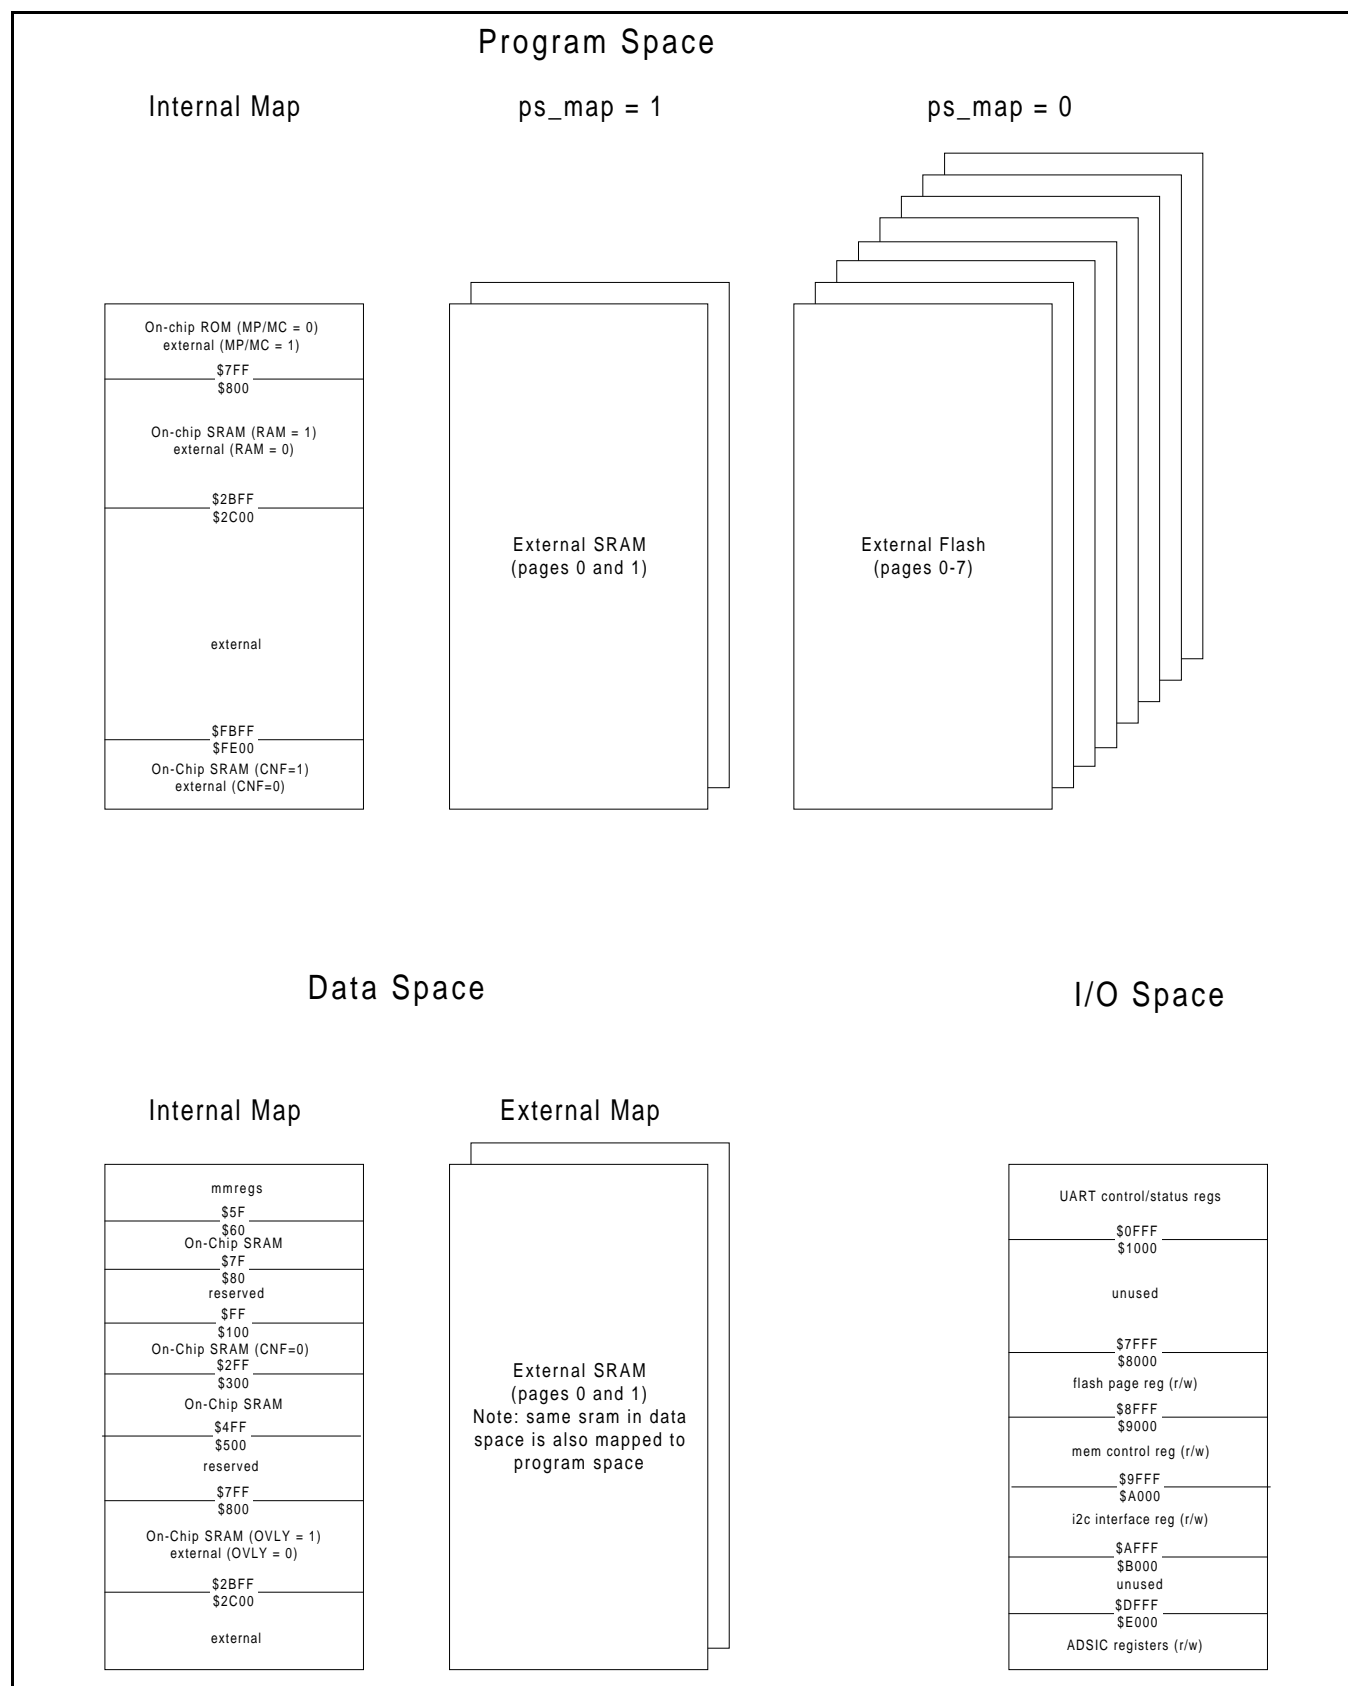 Program Space
Internal Map
ps_map = 1
ps_map = 0
On-chip ROM (MP/MC = 0)
external (MP/MC = 1)
$7FF
$800
On-chip SRAM (RAM = 1)
external (RAM = 0)
$2BFF
$2C00
external
$FBFF
$FE00
On-Chip SRAM (CNF=1)
external (CNF=0)
External SRAM
(pages 0 and 1)
External Flash
(pages 0-7)
Data Space
I/O Space
Internal Map
External Map
mmregs
$5F
$60
On-Chip SRAM
$7F
$80
reserved
$FF
$100
On-Chip SRAM (CNF=0)
$2FF
$300
On-Chip SRAM
$4FF
$500
reserved
$7FF
$800
On-Chip SRAM (OVLY = 1)
external (OVLY = 0)
$2BFF
$2C00
external
External SRAM
(pages 0 and 1)
Note: same sram in data
space is also mapped to
program space
UART control/status regs
$0FFF
$1000
unused
$7FFF
$8000
flash page reg (r/w)
$8FFF
$9000
mem control reg (r/w)
$9FFF
$A000
i2c interface reg (r/w)
$AFFF
$B000
unused
$DFFF
$E000
ADSIC registers (r/w)